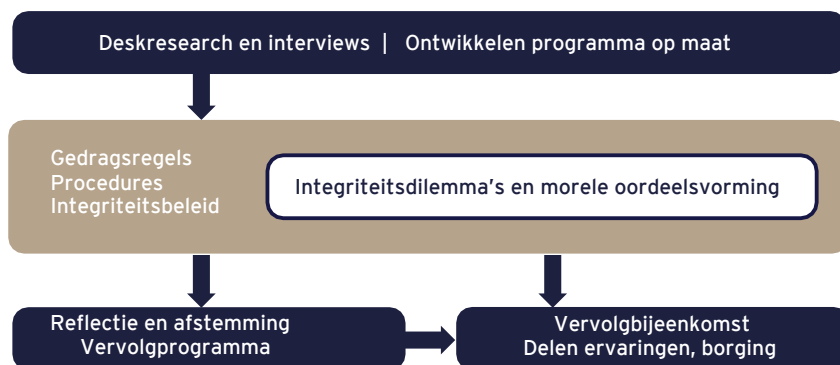 Deskresearch en interviews | Ontwikkelen programma op maat
Gedragsregels
Procedures
Integriteitsbeleid
Integriteitsdilemma's en morele oordeelsvorming
Reflectie en afstemming
Vervolgprogramma
Vervolgbijeenkomst
Delen ervaringen, borging